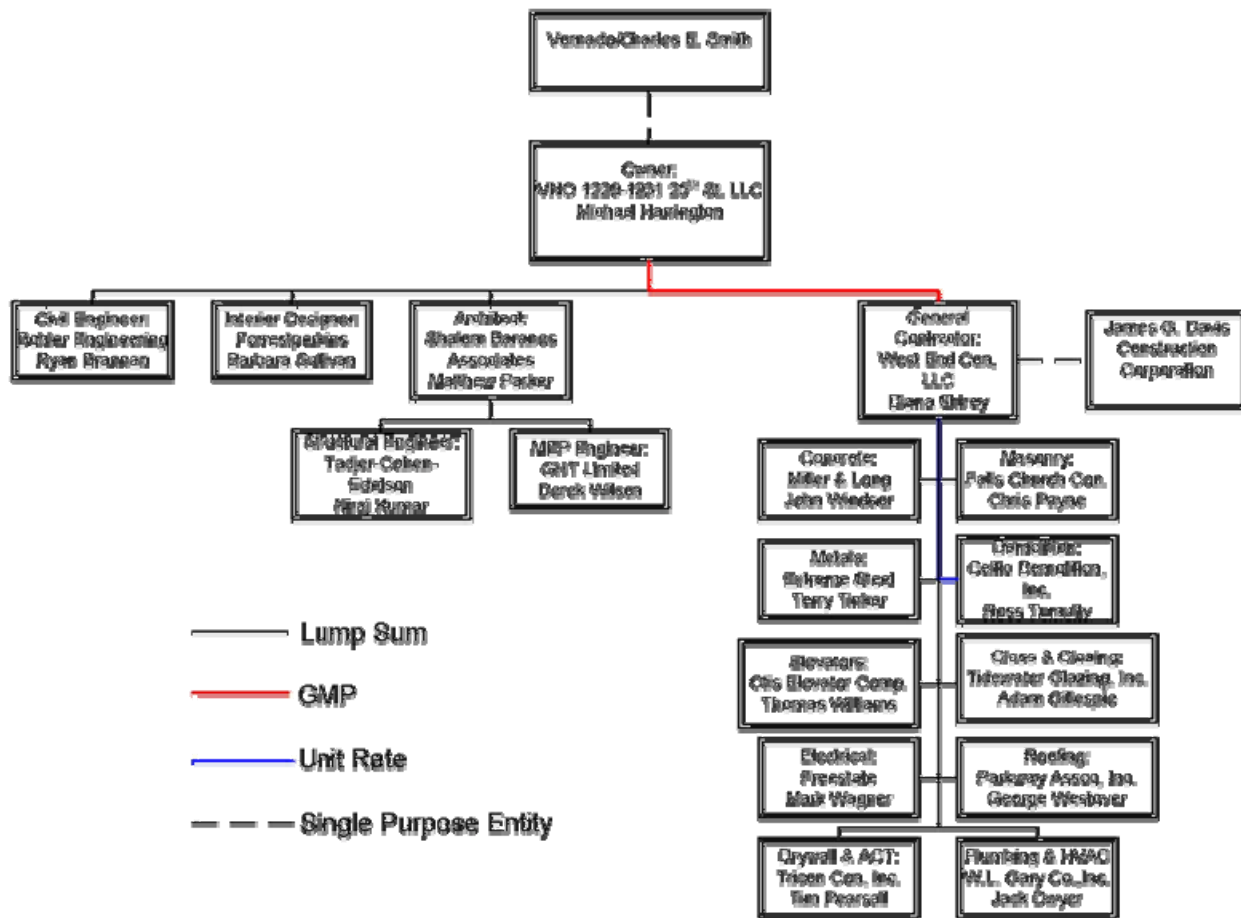 Vornado/Charles E. Smith
Owner:
VNO 1229-1231 25th St. LLC
Michael Harrington
Civil Engineer:
Bohler Engineering
Ryan Brannan
Interior Designer:
Forrestperkins
Barbara Sullivan
Architect:
Shalom Baranes
Associates
Matthew Parker
General
Contractor:
West End Con,
LLC
James G. Davis
Construction
Corporation
Structural Engineer:
Tadjer-Cohen-
Edelson
Kumar
MEP Engineer:
GHT Limited
Derek Wilson
Concrete:
Miller & Long
John Windsor
Masonry:
Falls Church Con.
Chris Payne
Metals:
Extreme Steel
Terry Tinker
Demolition:
Demolition,
Inc.
Ross
Elevators:
Otis Elevator Comp.
Thomas Williams
Glass & Glazing:
Tidewater Glazing, Inc.
Adam Gillespie
Electrical:
Freestate
Mark Wagner
Roofing:
Parkway Assoc, Inc.
George Westover
Drywall & ACT:
Tricon Con, Inc.
Tim Pearsall
Plumbing & HVAC
W.L. Gary Co.,Inc.
Jack Dwyer
Lump Sum
GMP
Unit Rate
Single Purpose Entity